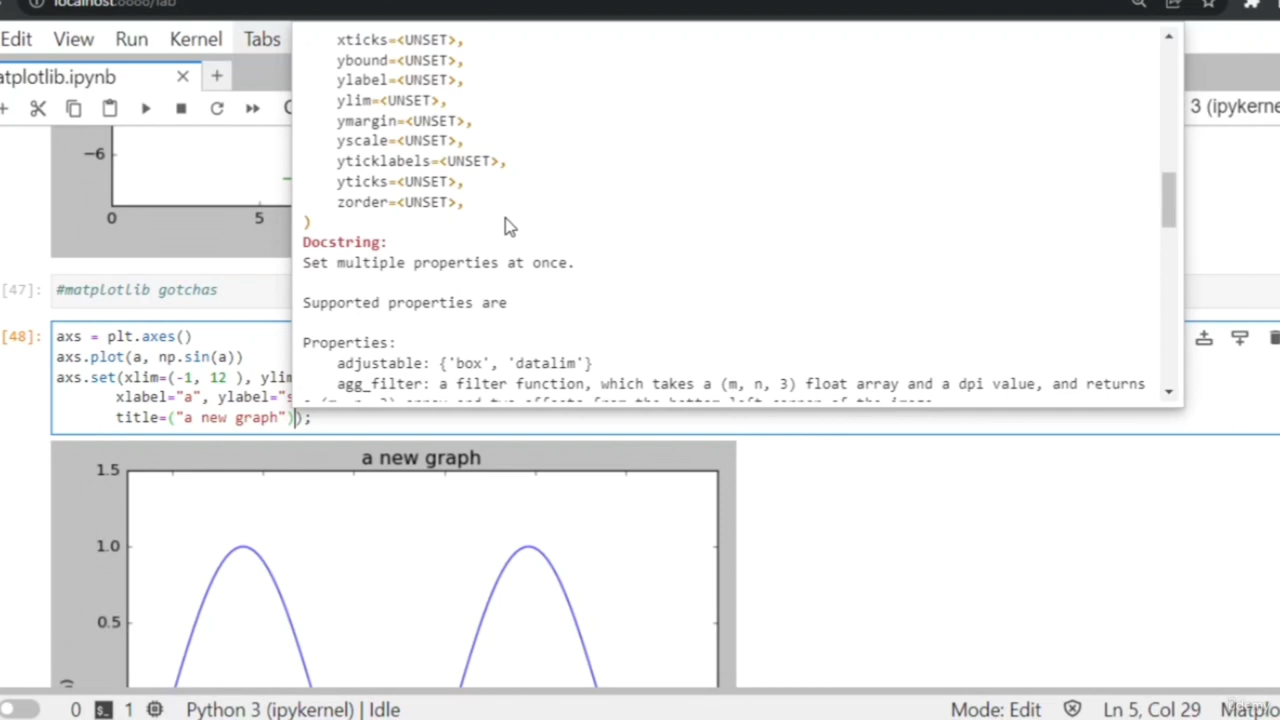 localhost:8888/lab
Edit View Run Kernel Tabs
atplotlib.ipynb
3 (ipykerne
xticks=<UNSET>,
ybound=<UNSET>,
ylabel=<UNSET>,
ylim=<UNSET>,
ymargin=<UNSET>,
yscale=<UNSET>,
yticklabels=<UNSET>,
yticks=<UNSET>,
zorder=<UNSET>,
)
Docstring:
Set multiple properties at once.
Supported properties are
Properties:
adjustable: {'box', 'datalim'}
agg_filter: a filter function, which takes a (m, n, 3) float array and a dpi value, and returns
−6
0 5
[47]: #matplotlib gotchas
[48]: axs = plt.axes()
axs.plot(a, np.sin(a))
axs.set(xlim=(-1, 12 ), ylim
xlabel="a", ylabel="s
title=("a new graph"));
a new graph
1.5
1.0
0.5
0 1 Python 3 (ipykernel) | Idle Mode: Edit Ln 5, Col 29 Matplo